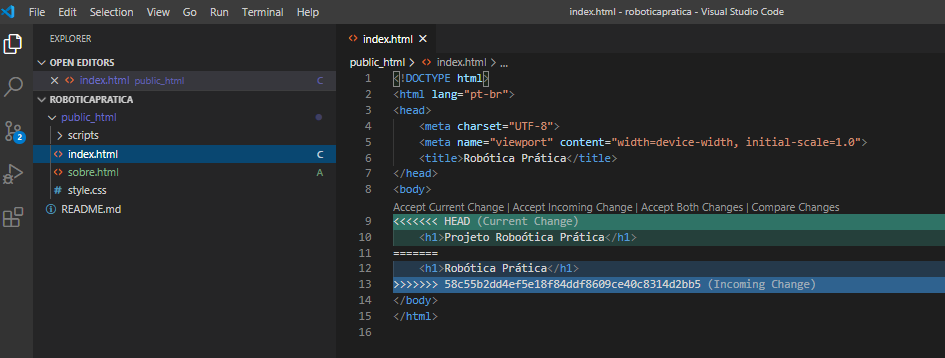 File Edit Selection View Go Run Terminal Help index.html - roboticapratica - Visual Studio Code
EXPLORER
OPEN EDITORS
index.html public_html C
ROBOTICAPRATICA
public_html
scripts
index.html C
sobre.html A
style.css
README.md
2
index.html
public_html > index.html > ...
1 <!DOCTYPE html>
2 <html lang="pt-br">
3 <head>
4 <meta charset="UTF-8">
5 <meta name="viewport" content="width=device-width, initial-scale=1.0">
6 <title>Robótica Prática</title>
7 </head>
8 <body>
Accept Current Change | Accept Incoming Change | Accept Both Changes | Compare Changes
9 <<<<<<< HEAD (Current Change)
10 <h1>Projeto Roboótica Prática</h1>
11 =======
12 <h1>Robótica Prática</h1>
13 >>>>>>> 58c55b2dd4ef5e18f84ddf8609ce40c8314d2bb5 (Incoming Change)
14 </body>
15 </html>
16